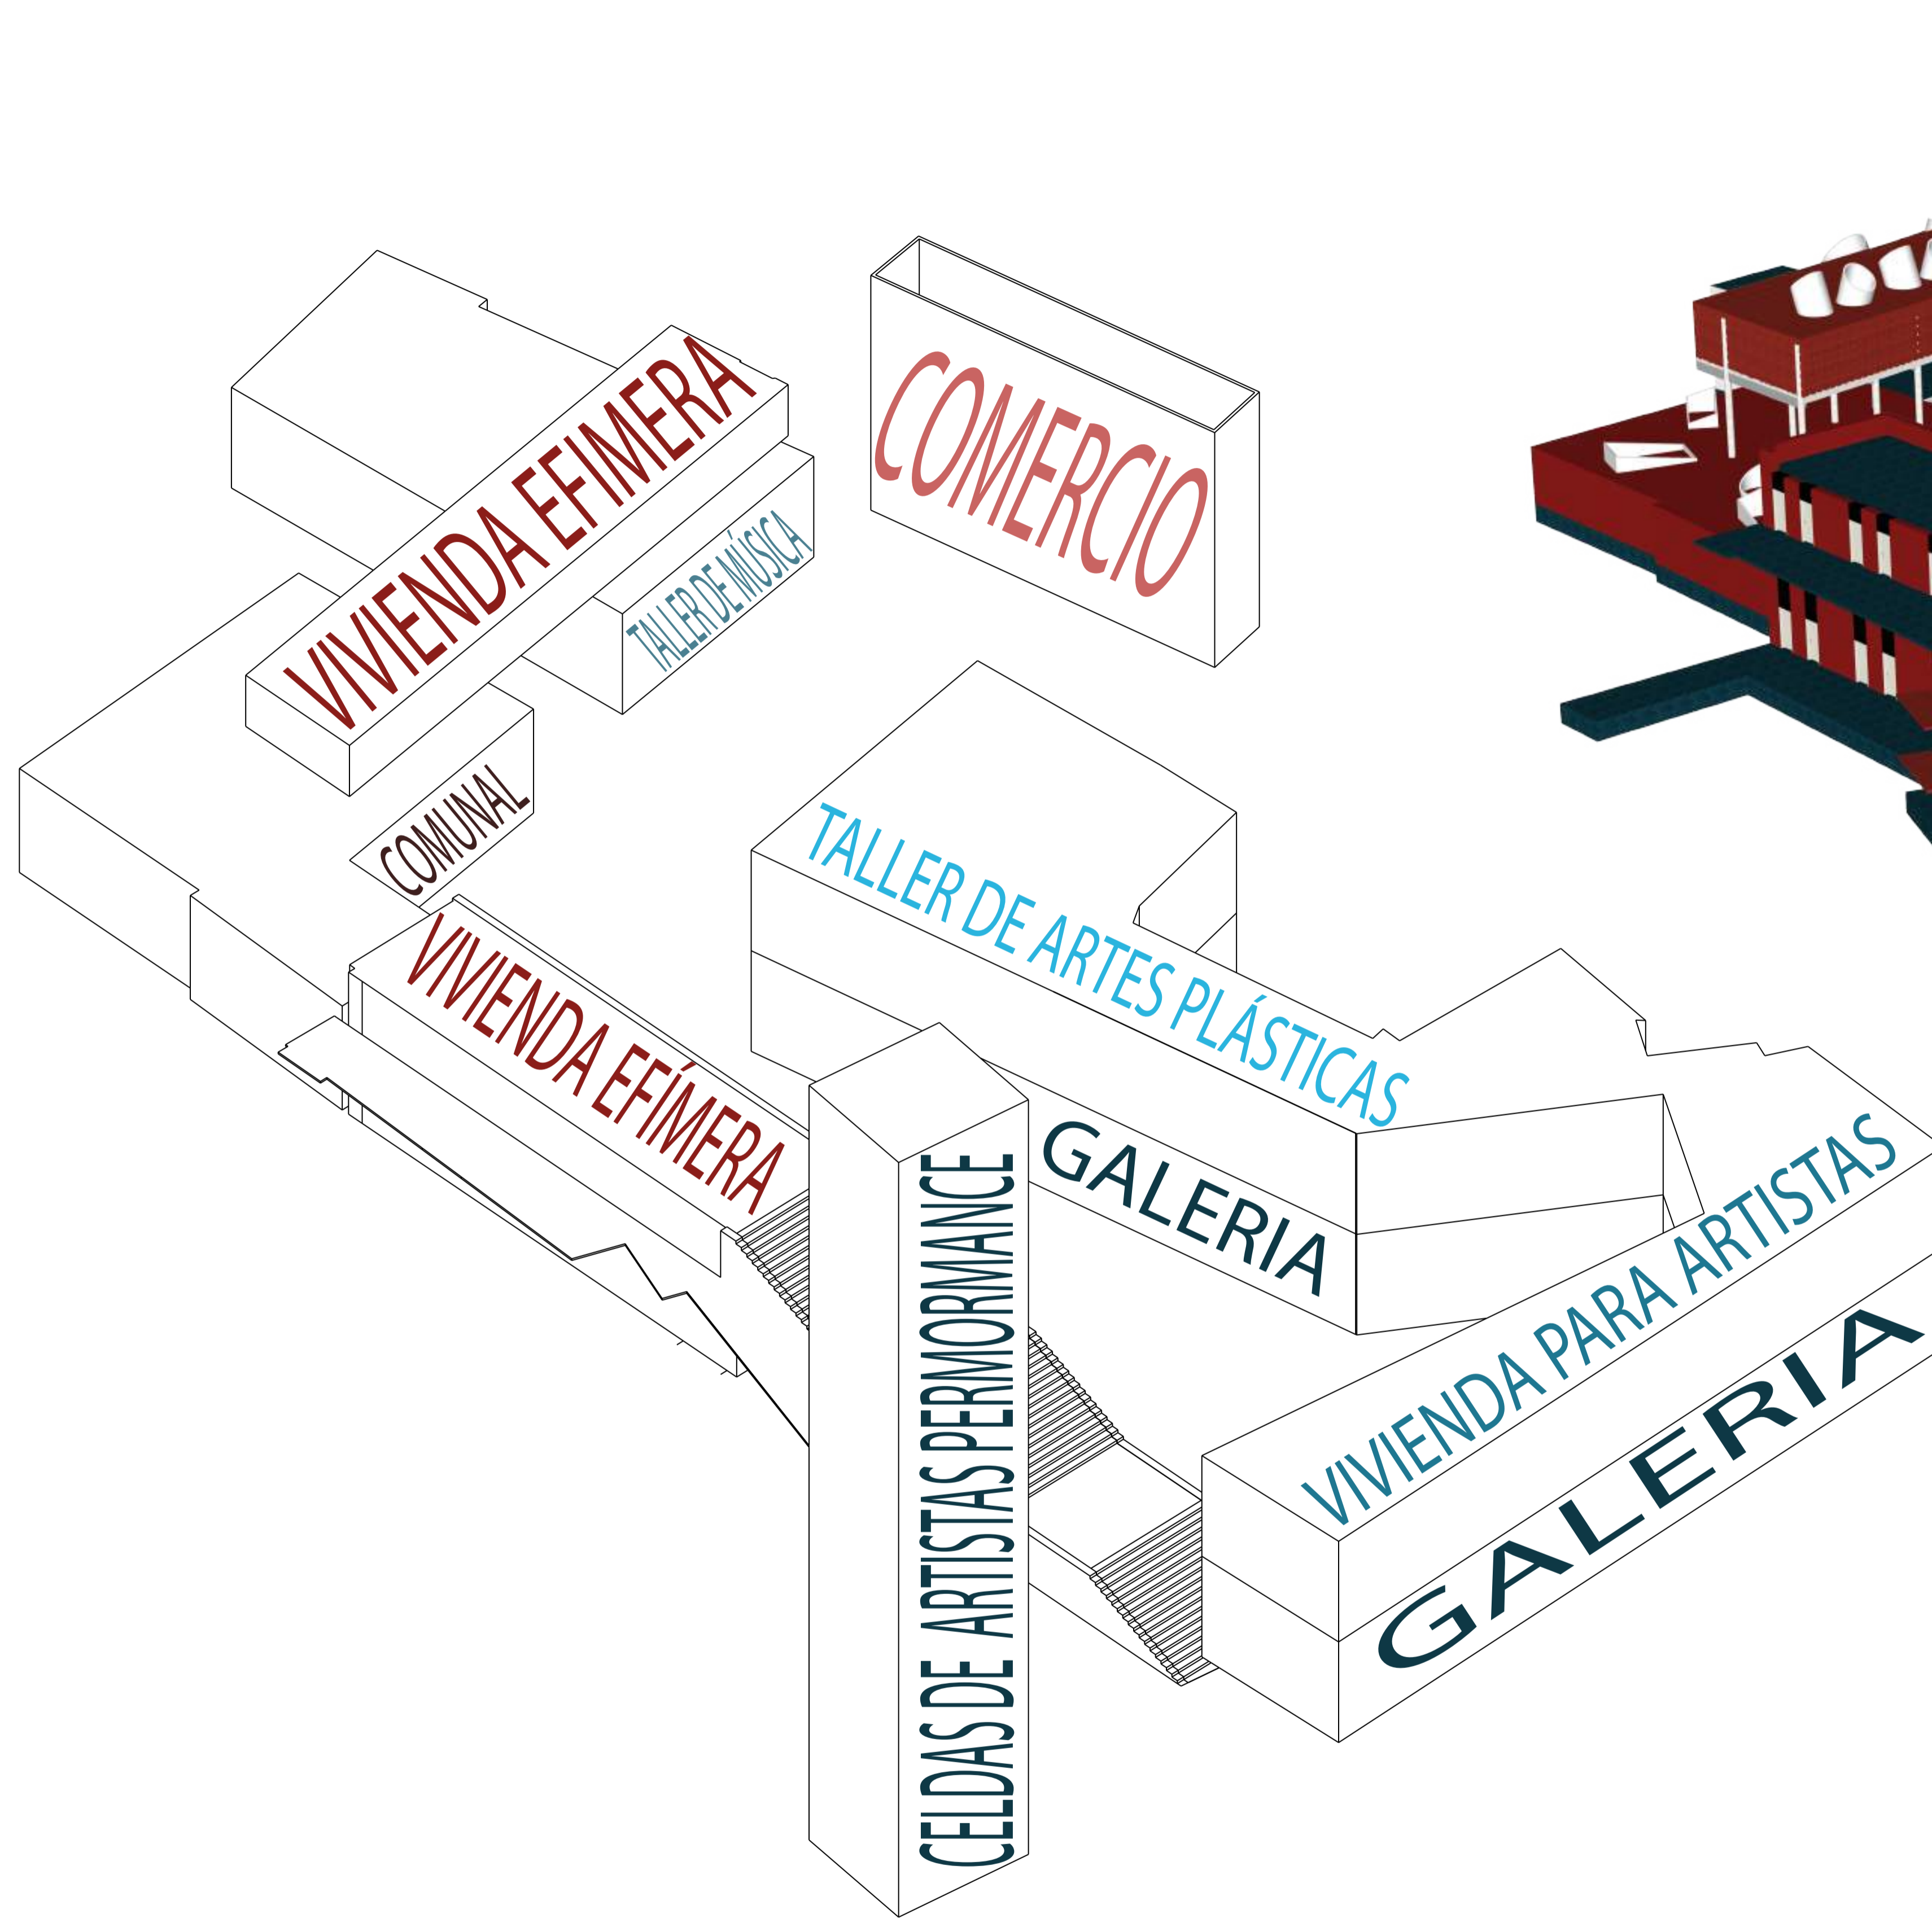 VIVIENDA EFIMERA
COMERCIO
TALLER DE MÚSICA
COMUNAL
TALLER DE ARTES PLÁSTICAS
VIVIENDA EFÍMERA
GALERIA
CELDAS DE ARTISTAS PERMORMANCE
VIVIENDA PARA ARTISTAS
GALERIA